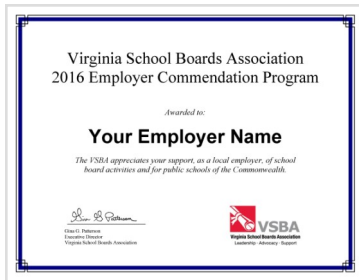 Virginia School Boards Association
2016 Employer Commendation Program
Awarded to:
Your Employer Name
The VSBA appreciates your support, as a local employer, of school
board activities and for public schools of the Commonwealth.
Gina G. Patterson
Executive Director
Virginia School Boards Association
VSBA
Virginia School Boards Association
Leadership · Advocacy · Support